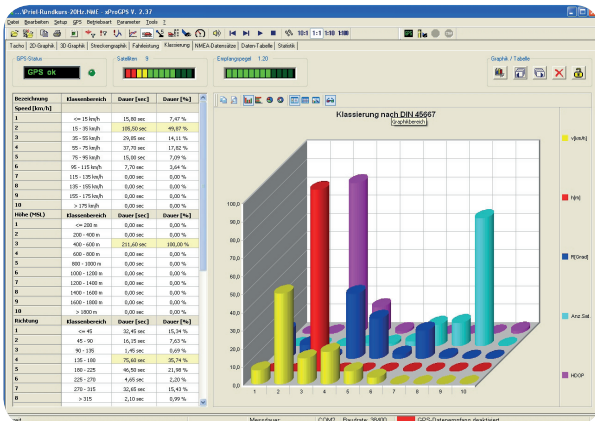 ...\Priel-Rundkurs-20Hz.NWE - xProGPS V. 2.37
Datei Bearbeiten Setup GPS Betriebsart Parameter Tools ?
10:1 1:1 1:10 1:100
Tacho 2D-Graphik 3D-Graphik Streckengraphik Fahrleistung Klassierung NMEA-Datensätze Daten-Tabelle Statistik
GPS-Status Satelliten 9 Empfangspegel 1:20 Graphik / Tabelle
GPS ok
Bezeichnung Klassenbereich Dauer [sec] Dauer [%]
Speed [km/h]
1 <= 15 km/h 15,80 sec 7,47 %
2 15 - 35 km/h 105,50 sec 49,87 %
3 35 - 55 km/h 29,85 sec 14,11 %
4 55 - 75 km/h 37,70 sec 17,82 %
5 75 - 95 km/h 15,00 sec 7,09 %
6 95 - 115 km/h 7,70 sec 3,64 %
7 115 - 135 km/h 0,00 sec 0,00 %
8 135 - 155 km/h 0,00 sec 0,00 %
9 155 - 175 km/h 0,00 sec 0,00 %
10 > 175 km/h 0,00 sec 0,00 %
Höhe (MSL) Klassenbereich Dauer [sec] Dauer [%]
1 <= 200 m 0,00 sec 0,00 %
2 200 - 400 m 0,00 sec 0,00 %
3 400 - 600 m 211,60 sec 100,00 %
4 600 - 800 m 0,00 sec 0,00 %
5 800 - 1000 m 0,00 sec 0,00 %
6 1000 - 1200 m 0,00 sec 0,00 %
7 1200 - 1400 m 0,00 sec 0,00 %
8 1400 - 1600 m 0,00 sec 0,00 %
9 1600 - 1800 m 0,00 sec 0,00 %
10 > 1800 m 0,00 sec 0,00 %
Richtung Klassenbereich Dauer [sec] Dauer [%]
1 <= 45 32,45 sec 15,34 %
2 45 - 90 16,15 sec 7,63 %
3 90 - 135 1,45 sec 0,69 %
4 135 - 180 75,60 sec 35,74 %
5 180 - 225 46,50 sec 21,98 %
6 225 - 270 4,65 sec 2,20 %
7 270 - 315 32,65 sec 15,43 %
8 > 315 2,10 sec 0,99 %
Klassierung nach DIN 45667
Graphikbereich
100,0
90,0
80,0
70,0
60,0
50,0
40,0
30,0
20,0
10,0
0,0
1 2 3 4 5 6 7 8 9 10
v[km/h]
h[m]
R[Grad]
Anz.Sat.
HDOP
Messdauer COM2 Baudrate: 38400 GPS-Datenempfang deaktiviert